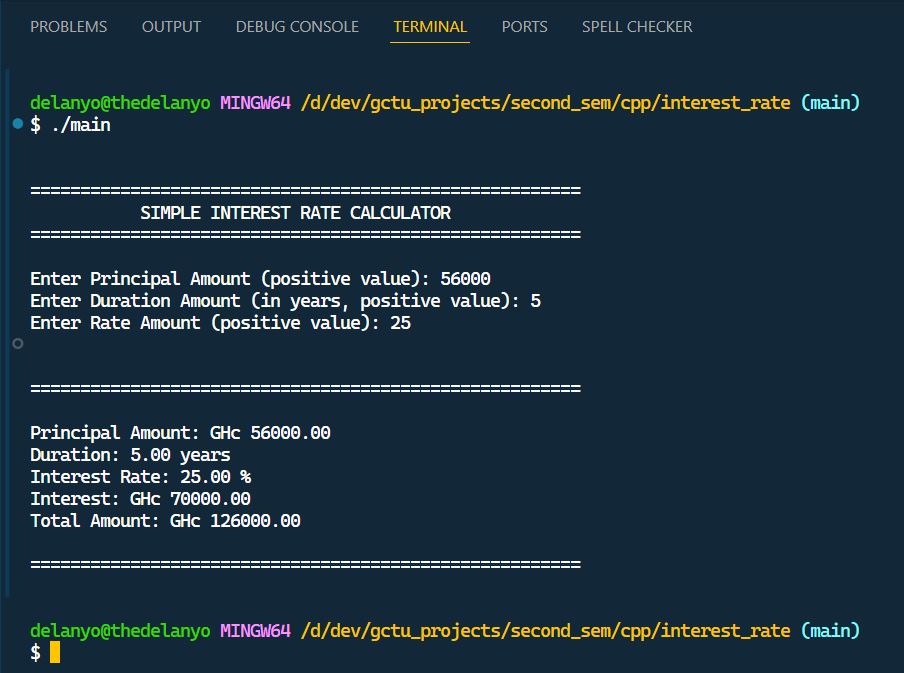 PROBLEMS OUTPUT DEBUG CONSOLE TERMINAL PORTS SPELL CHECKER
delanyo@thedelanyo MINGW64 /d/dev/gctu_projects/second_sem/cpp/interest_rate (main)
$ ./main
=======================================================
SIMPLE INTEREST RATE CALCULATOR
=======================================================
Enter Principal Amount (positive value): 56000
Enter Duration Amount (in years, positive value): 5
Enter Rate Amount (positive value): 25
=======================================================
Principal Amount: GHc 56000.00
Duration: 5.00 years
Interest Rate: 25.00 %
Interest: GHc 70000.00
Total Amount: GHc 126000.00
=======================================================
delanyo@thedelanyo MINGW64 /d/dev/gctu_projects/second_sem/cpp/interest_rate (main)
$